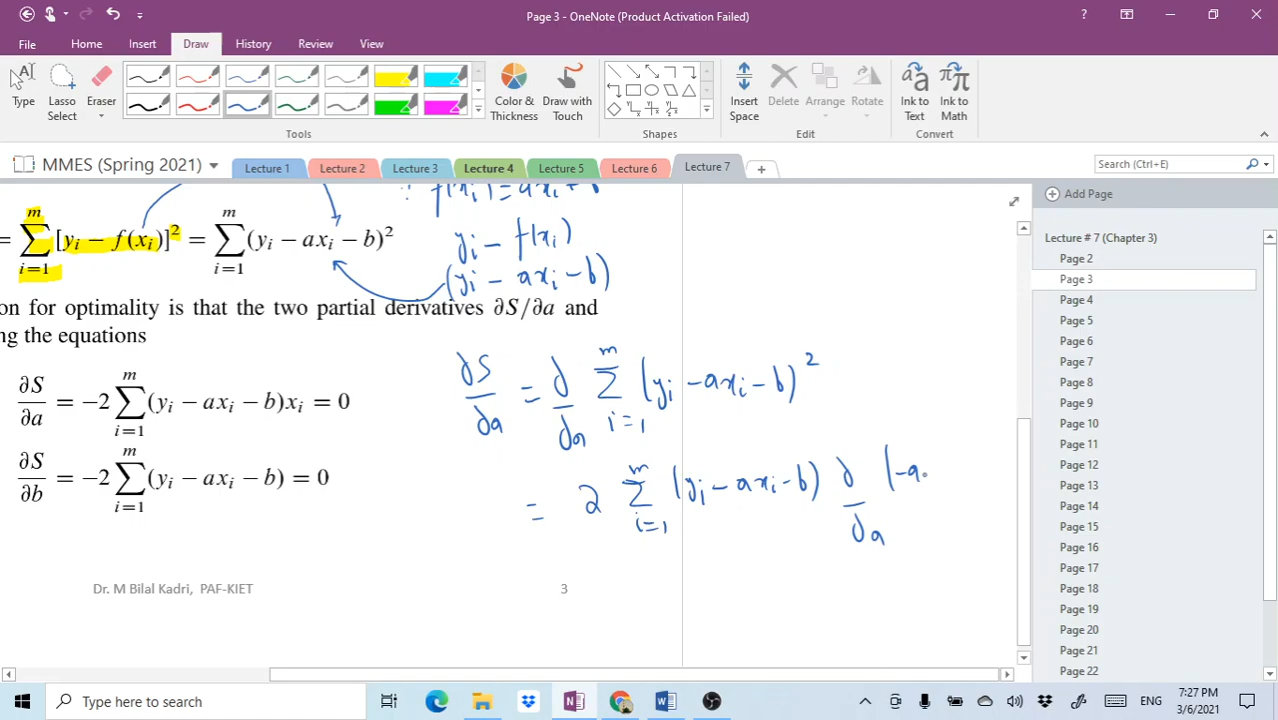 Page 3 - OneNote (Product Activation Failed)
File Home Insert Draw History Review View
Type Lasso Select Eraser Color & Thickness Draw with Touch Insert Space Delete Arrange Rotate Ink to Text Ink to Math
Tools Shapes Edit Convert
MMES (Spring 2021) Lecture 1 Lecture 2 Lecture 3 Lecture 4 Lecture 5 Lecture 6 Lecture 7 Search (Ctrl+E)
Add Page
Lecture # 7 (Chapter 3)
Page 2
Page 3
Page 4
Page 5
Page 6
Page 7
Page 8
Page 9
Page 10
Page 11
Page 12
Page 13
Page 14
Page 15
Page 16
Page 17
Page 18
Page 19
Page 20
Page 21
Page 22
= ∑_{i=1}^{m} [y_i − f(x_i)]² = ∑_{i=1}^{m} (y_i − ax_i − b)²
∵ f(x_i) = ax_i + b
y_i − f(x_i)
(y_i − ax_i − b)
on for optimality is that the two partial derivatives ∂S/∂a and
ng the equations
∂S/∂a = −2 ∑_{i=1}^{m} (y_i − ax_i − b)x_i = 0
∂S/∂b = −2 ∑_{i=1}^{m} (y_i − ax_i − b) = 0
∂S/∂a = ∂/∂a ∑_{i=1}^{m} (y_i − ax_i − b)²
= 2 ∑_{i=1}^{m} (y_i − ax_i − b) ∂/∂a (−a
Dr. M Bilal Kadri, PAF-KIET 3
Type here to search
ENG
7:27 PM
3/6/2021